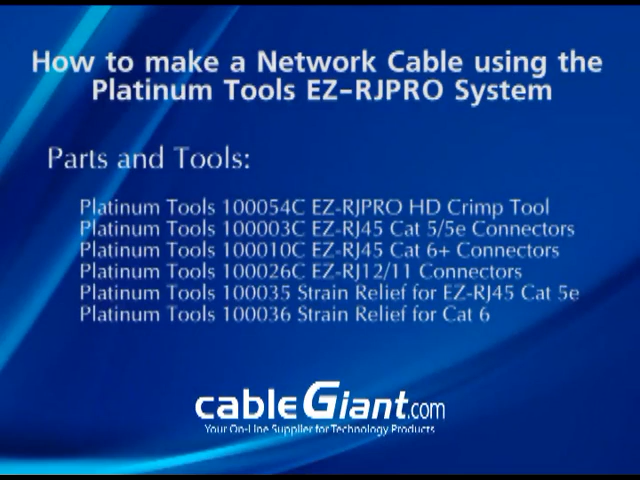 How to make a Network Cable using the
Platinum Tools EZ-RJPRO System
Parts and Tools:
Platinum Tools 100054C EZ-RJPRO HD Crimp Tool
Platinum Tools 100003C EZ-RJ45 Cat 5/5e Connectors
Platinum Tools 100010C EZ-RJ45 Cat 6+ Connectors
Platinum Tools 100026C EZ-RJ12/11 Connectors
Platinum Tools 100035 Strain Relief for EZ-RJ45 Cat 5e
Platinum Tools 100036 Strain Relief for Cat 6
cableGiant.com
Your On-Line Supplier for Technology Products